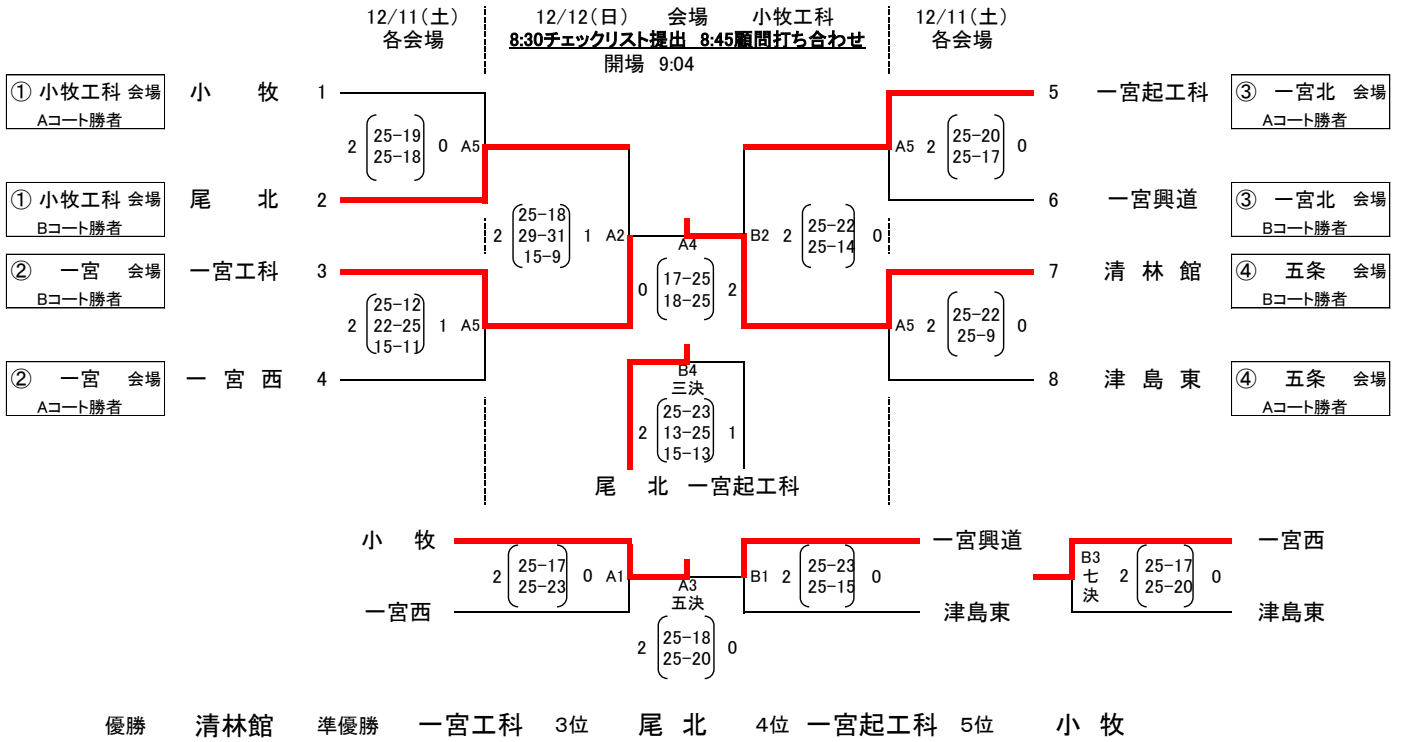 12/11(土) 12/12(日) 会場 小牧工科 12/11(土)
各会場 8:30チェックリスト提出 8:45顧問打ち合わせ 各会場
開場 9:04
① 小牧工科 会場 小 牧 1 5 一宮起工科 ③ 一宮北 会場
Aコート勝者 Aコート勝者
2 25-19 0 A5 A5 2 25-20 0
25-18 25-17
① 小牧工科 会場 尾 北 2 6 一宮興道 ③ 一宮北 会場
Bコート勝者 Bコート勝者
2 25-18 1 A2 A4 B2 2 25-22 0
29-31 25-14
15-9
② 一宮 会場 一宮工科 3 7 清林館 ④ 五条 会場
Bコート勝者 Bコート勝者
0 17-25 2
18-25
2 25-12 1 A5 A5 2 25-22 0
22-25 25-9
15-11
② 一宮 会場 一宮西 4 8 津島東 ④ 五条 会場
Aコート勝者 Aコート勝者
B4
三決
2 25-23 1
13-25
15-13
尾 北 一宮起工科
小 牧 一宮興道 一宮西
2 25-17 0 A1 A3 B1 2 25-23 0 B3 七決 2 25-17 0
25-23 五決 25-15 25-20
一宮西 津島東 津島東
2 25-18 0
25-20
優勝 清林館 準優勝 一宮工科 3位 尾 北 4位 一宮起工科 5位 小 牧